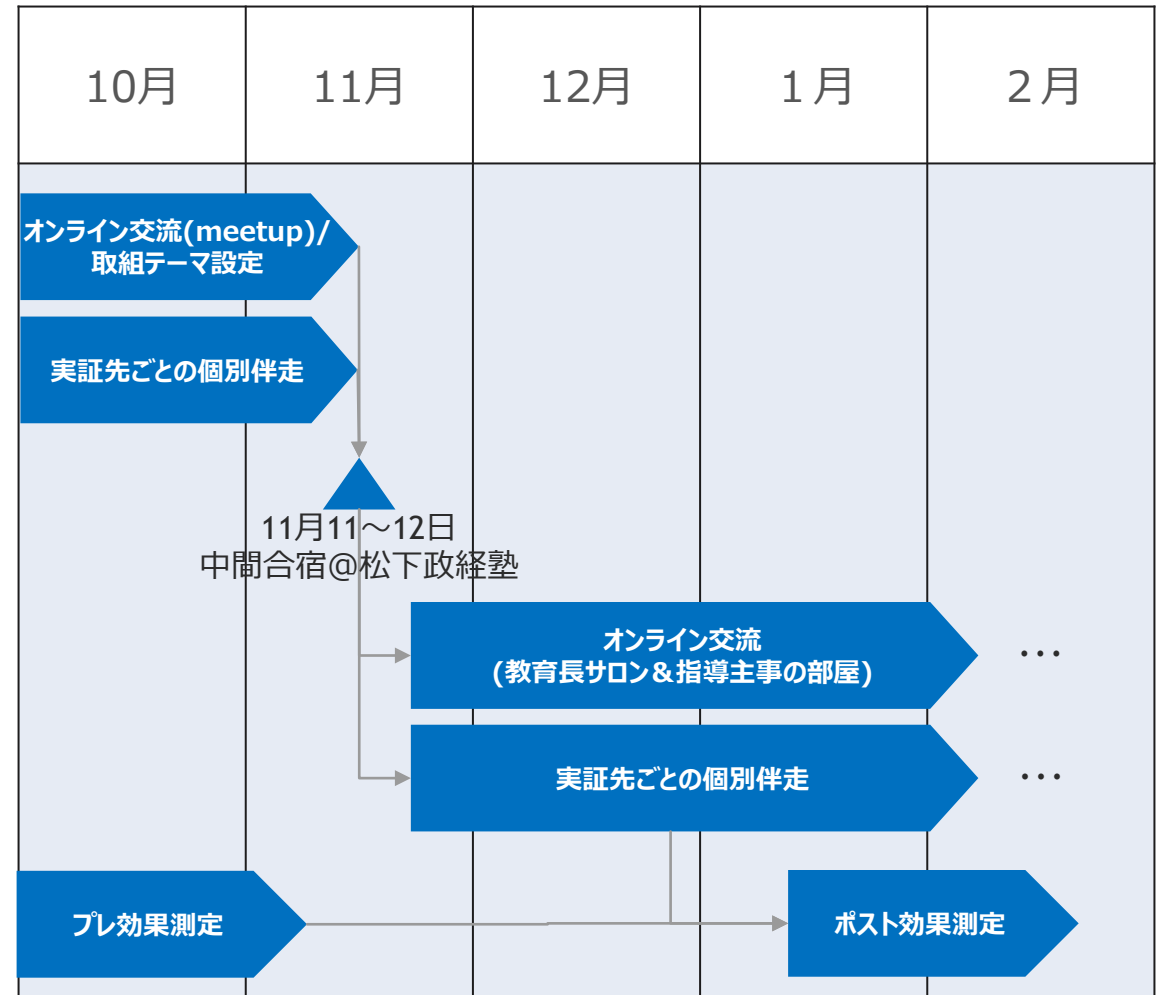 10月
11月
12月
１月
２月
オンライン交流(meetup)/
取組テーマ設定
実証先ごとの個別伴走
11月11～12日
中間合宿@松下政経塾
オンライン交流
(教育長サロン＆指導主事の部屋)
…
実証先ごとの個別伴走
…
プレ効果測定
ポスト効果測定